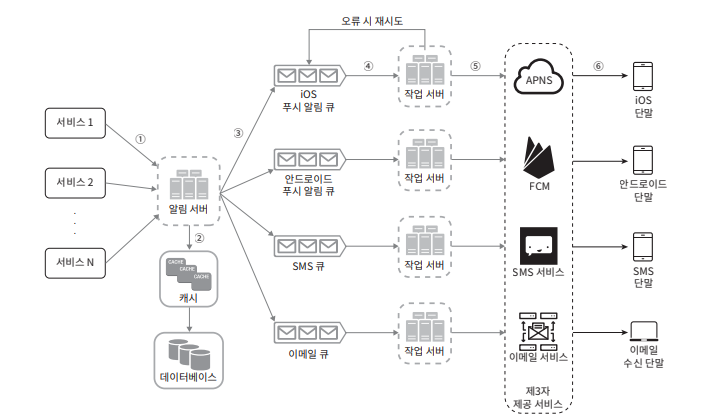 오류 시 재시도
④
⑤
⑥
APNS
iOS
푸시 알림 큐
작업 서버
iOS
단말
서비스 1
①
③
서비스 2
알림 서버
안드로이드
푸시 알림 큐
작업 서버
FCM
안드로이드
단말
②
서비스 N
CACHE
CACHE
CACHE
캐시
SMS 큐
작업 서버
SMS 서비스
SMS
단말
데이터베이스
이메일 큐
작업 서버
이메일 서비스
이메일
수신 단말
제3자
제공 서비스